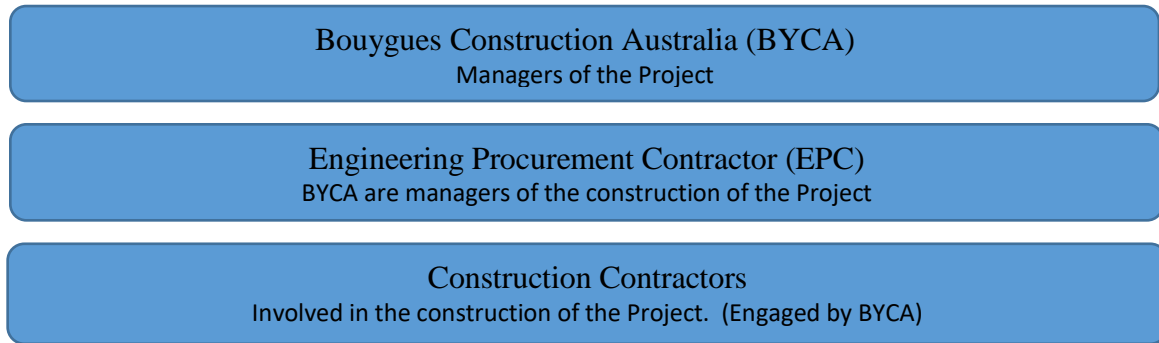 Bouygues Construction Australia (BYCA)
Managers of the Project
Engineering Procurement Contractor (EPC)
BYCA are managers of the construction of the Project
Construction Contractors
Involved in the construction of the Project.  (Engaged by BYCA)